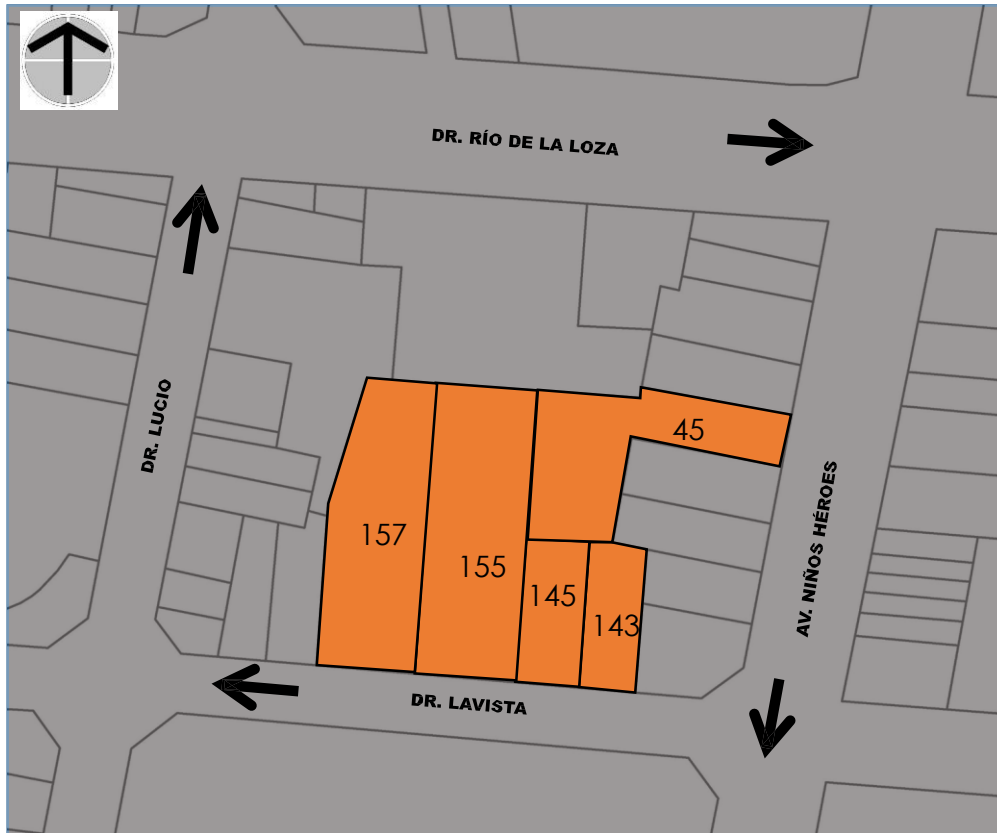 DR. RÍO DE LA LOZA
DR. LUCIO
45
AV. NIÑOS HÉROES
157
155
145
143
DR. LAVISTA